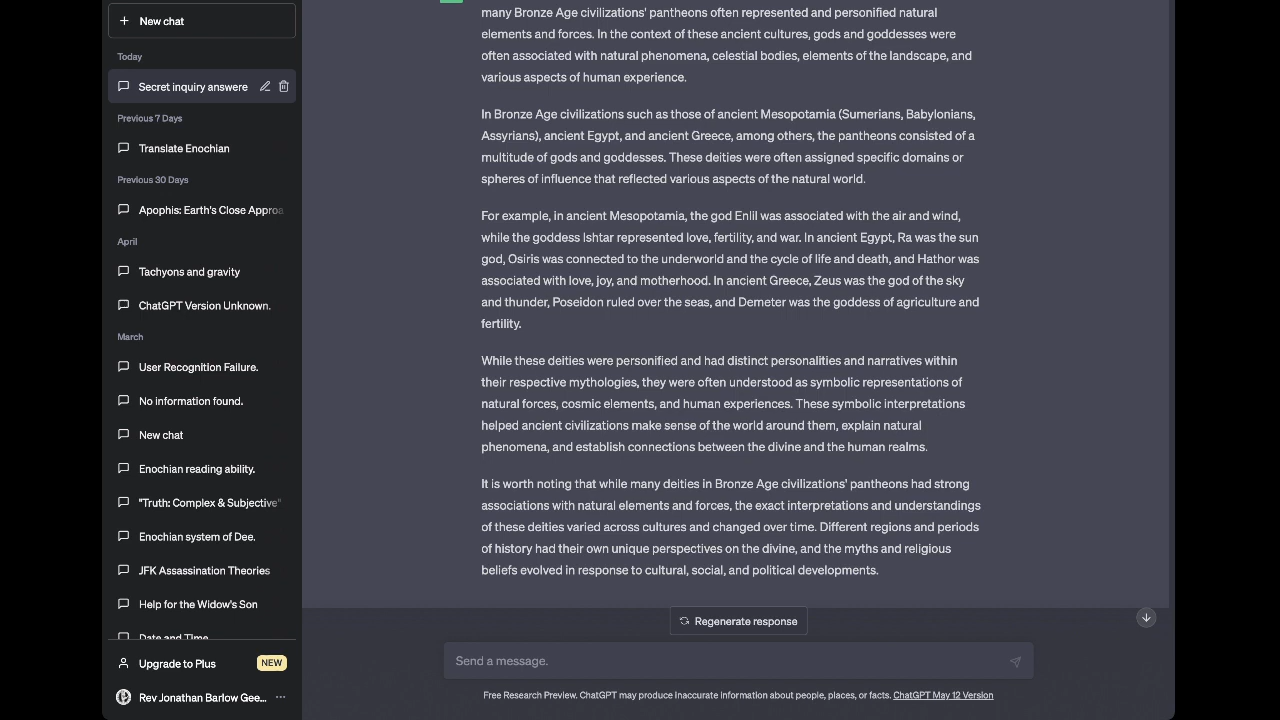 New chat
Today
Secret inquiry answere
Previous 7 Days
Translate Enochian
Previous 30 Days
Apophis: Earth's Close Approa
April
Tachyons and gravity
ChatGPT Version Unknown.
March
User Recognition Failure.
No information found.
New chat
Enochian reading ability.
"Truth: Complex & Subjective"
Enochian system of Dee.
JFK Assassination Theories
Help for the Widow's Son
Date and Time
Upgrade to Plus NEW
Rev Jonathan Barlow Gee...
many Bronze Age civilizations' pantheons often represented and personified natural
elements and forces. In the context of these ancient cultures, gods and goddesses were
often associated with natural phenomena, celestial bodies, elements of the landscape, and
various aspects of human experience.
In Bronze Age civilizations such as those of ancient Mesopotamia (Sumerians, Babylonians,
Assyrians), ancient Egypt, and ancient Greece, among others, the pantheons consisted of a
multitude of gods and goddesses. These deities were often assigned specific domains or
spheres of influence that reflected various aspects of the natural world.
For example, in ancient Mesopotamia, the god Enlil was associated with the air and wind,
while the goddess Ishtar represented love, fertility, and war. In ancient Egypt, Ra was the sun
god, Osiris was connected to the underworld and the cycle of life and death, and Hathor was
associated with love, joy, and motherhood. In ancient Greece, Zeus was the god of the sky
and thunder, Poseidon ruled over the seas, and Demeter was the goddess of agriculture and
fertility.
While these deities were personified and had distinct personalities and narratives within
their respective mythologies, they were often understood as symbolic representations of
natural forces, cosmic elements, and human experiences. These symbolic interpretations
helped ancient civilizations make sense of the world around them, explain natural
phenomena, and establish connections between the divine and the human realms.
It is worth noting that while many deities in Bronze Age civilizations' pantheons had strong
associations with natural elements and forces, the exact interpretations and understandings
of these deities varied across cultures and changed over time. Different regions and periods
of history had their own unique perspectives on the divine, and the myths and religious
beliefs evolved in response to cultural, social, and political developments.
Regenerate response
Send a message.
Free Research Preview. ChatGPT may produce inaccurate information about people, places, or facts. ChatGPT May 12 Version